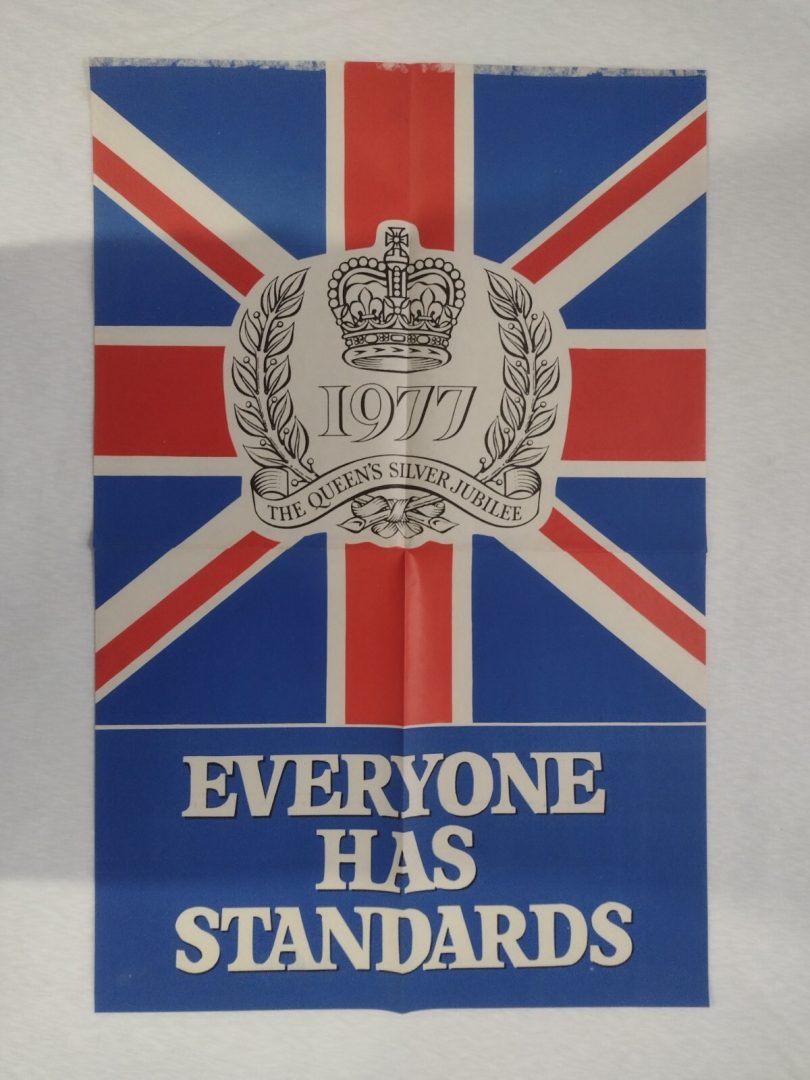 1977
THE QUEEN'S SILVER JUBILEE
EVERYONE
HAS
STANDARDS